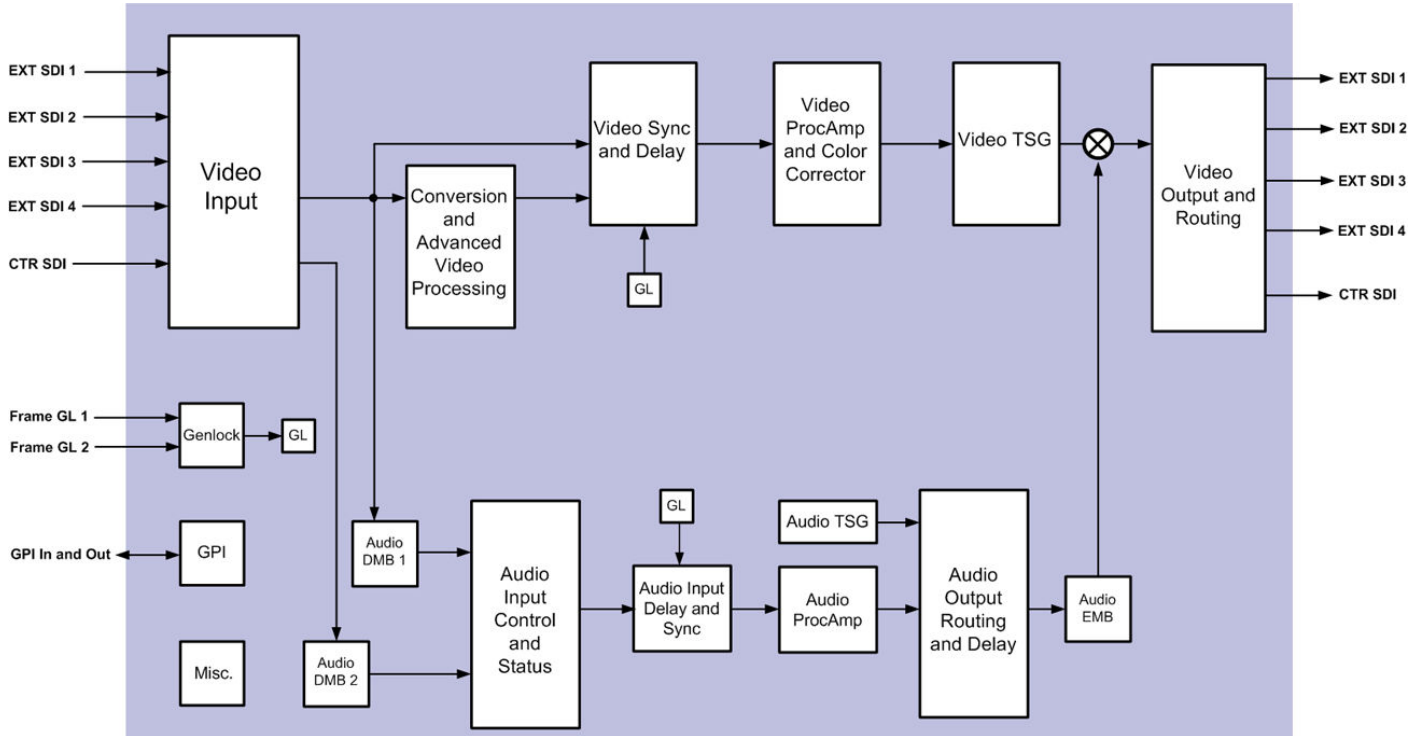 EXT SDI 1
EXT SDI 2
EXT SDI 3
EXT SDI 4
CTR SDI
Video
Input
Conversion
and
Advanced
Video
Processing
Video Sync
and Delay
GL
Video
ProcAmp
and Color
Corrector
Video TSG
Video
Output and
Routing
EXT SDI 1
EXT SDI 2
EXT SDI 3
EXT SDI 4
CTR SDI
Frame GL 1
Frame GL 2
Genlock
GL
GPI In and Out
GPI
Misc.
Audio
DMB 1
Audio
DMB 2
Audio
Input
Control
and
Status
GL
Audio Input
Delay and
Sync
Audio TSG
Audio
ProcAmp
Audio
Output
Routing
and Delay
Audio
EMB